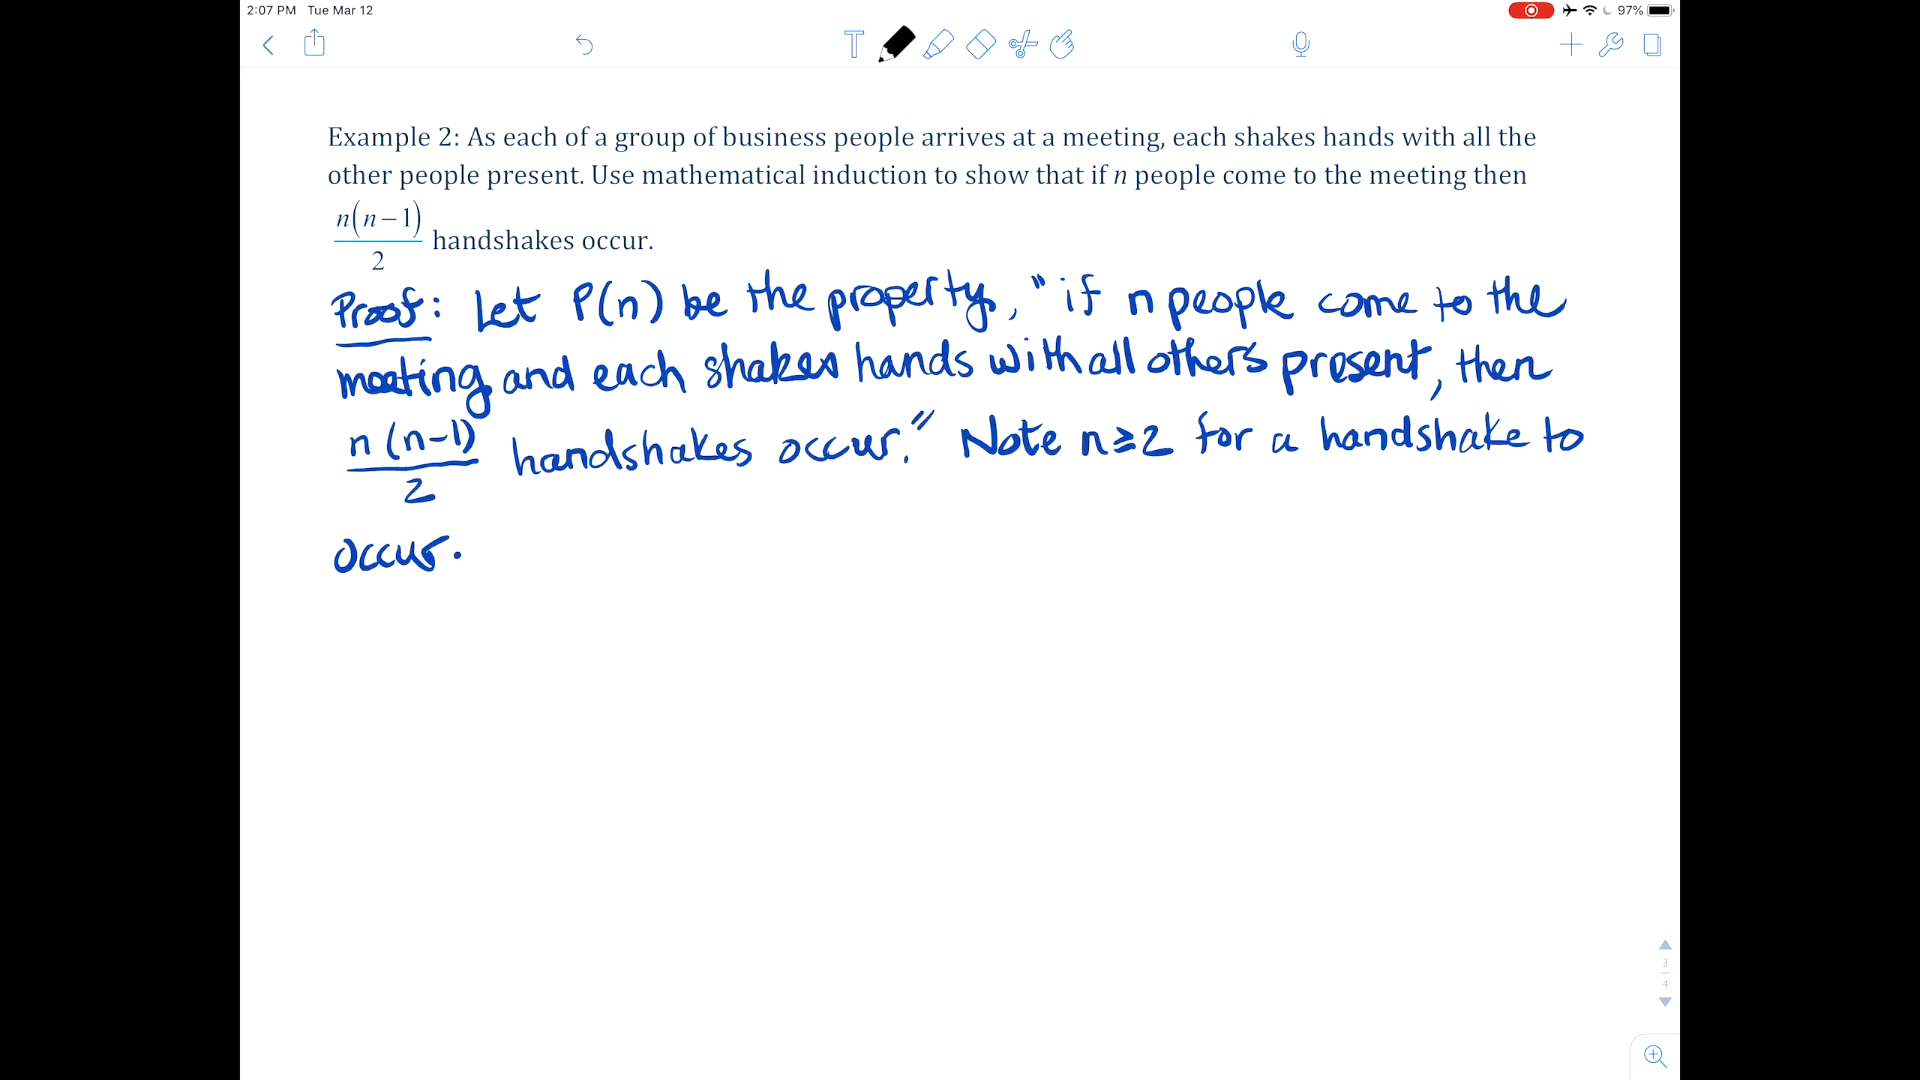 2:07 PM Tue Mar 12
97%
T
Example 2: As each of a group of business people arrives at a meeting, each shakes hands with all the
other people present. Use mathematical induction to show that if n people come to the meeting then
n(n−1)/2 handshakes occur.
Proof: Let P(n) be the property, "if n people come to the
meeting and each shakes hands with all others present, then
n(n-1)/2 handshakes occur." Note n≥2 for a handshake to
occur.
3
4